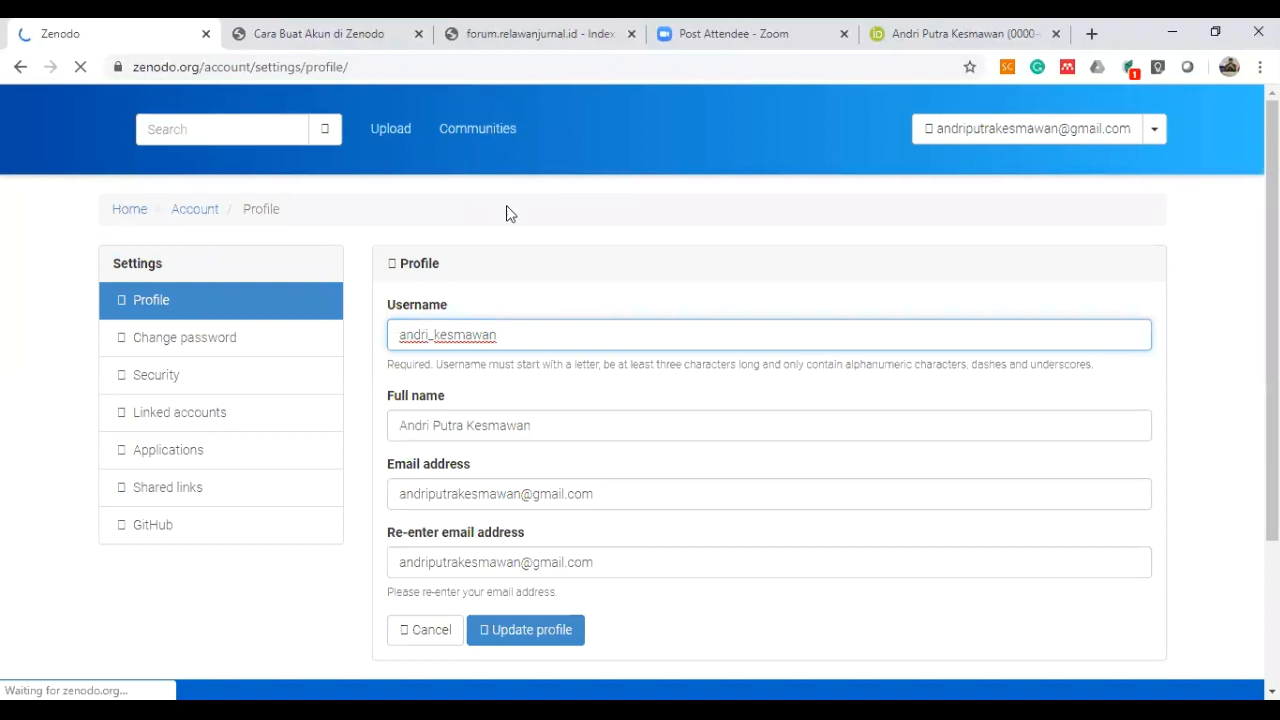 Zenodo
Cara Buat Akun di Zenodo
forum.relawanjurnal.id - Index
Post Attendee - Zoom
Andri Putra Kesmawan (0000-
zenodo.org/account/settings/profile/
SC
1
Search
Upload
Communities
andriputrakesmawan@gmail.com
Home / Account / Profile
Settings
Profile
Change password
Security
Linked accounts
Applications
Shared links
GitHub
Profile
Username
andri_kesmawan
Required. Username must start with a letter, be at least three characters long and only contain alphanumeric characters, dashes and underscores.
Full name
Andri Putra Kesmawan
Email address
andriputrakesmawan@gmail.com
Re-enter email address
andriputrakesmawan@gmail.com
Please re-enter your email address.
Cancel
Update profile
Waiting for zenodo.org...